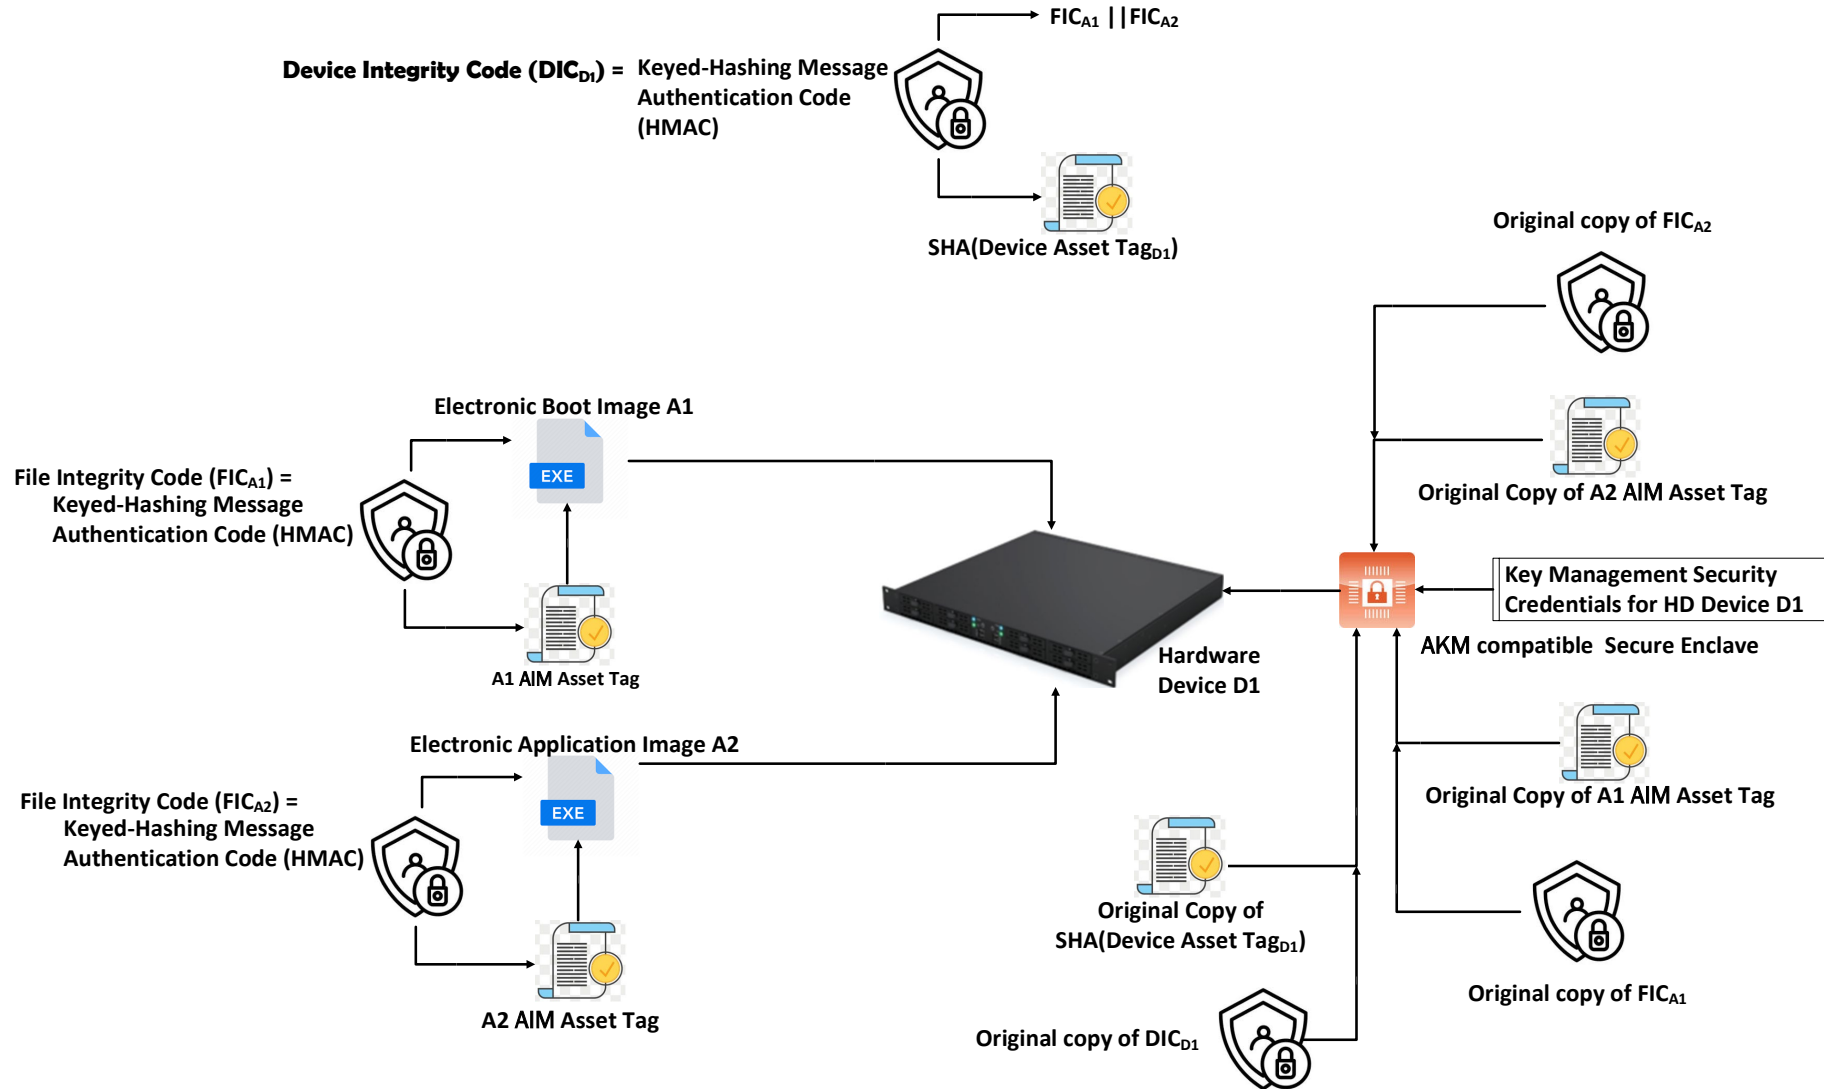 FICA1 ||FICA2
Device Integrity Code (DICD1) = Keyed-Hashing Message
Authentication Code
(HMAC)
SHA(Device Asset TagD1)
Original copy of FICA2
Electronic Boot Image A1
EXE
File Integrity Code (FICA1) =
Keyed-Hashing Message
Authentication Code (HMAC)
A1 AIM Asset Tag
Original Copy of A2 AIM Asset Tag
Key Management Security
Credentials for HD Device D1
AKM compatible Secure Enclave
Hardware
Device D1
Electronic Application Image A2
EXE
File Integrity Code (FICA2) =
Keyed-Hashing Message
Authentication Code (HMAC)
A2 AIM Asset Tag
Original Copy of A1 AIM Asset Tag
Original Copy of
SHA(Device Asset TagD1)
Original copy of FICA1
Original copy of DICD1